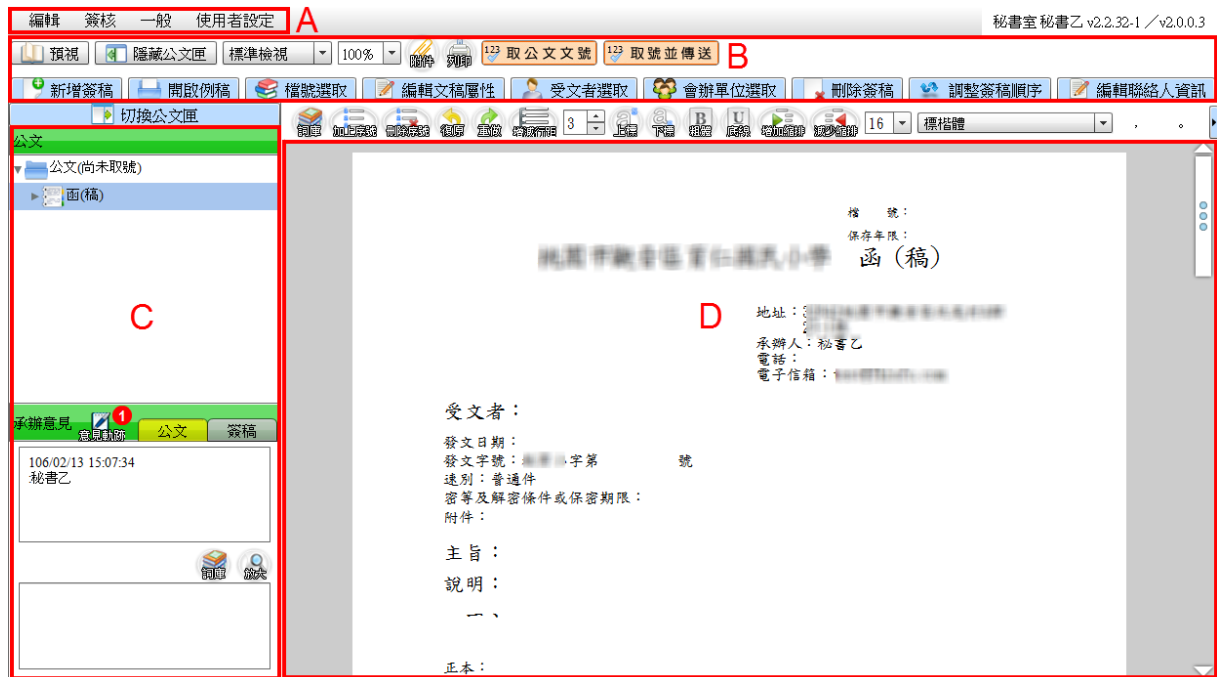 編輯 簽核 一般 使用者設定 A 秘書室 秘書乙 v2.2.32-1 ／v2.0.0.3
預視 隱藏公文匣 標準檢視 100% 附件 列印 123 取公文文號 123 取號並傳送 B
新增簽稿 開啟例稿 檔號選取 編輯文稿屬性 受文者選取 會辦單位選取 刪除簽稿 調整簽稿順序 編輯聯絡人資訊
切換公文匣
詞庫 加上序號 刪除序號 復原 重做 增減行距 3 上標 下標 B 粗體 U 底線 增加縮排 減少縮排 16 標楷體 ， 。
公文
公文(尚未取號)
函(稿)
C
承辦意見 意見軌跡 1 公文 簽稿
106/02/13 15:07:34
秘書乙
詞庫 放大
檔 號：
保存年限：
函（稿）
D
地址：3
2
承辦人：秘書乙
電話：
電子信箱：
受文者：
發文日期：
發文字號： 字第 號
速別：普通件
密等及解密條件或保密期限：
附件：
主旨：
說明：
一、
正本：